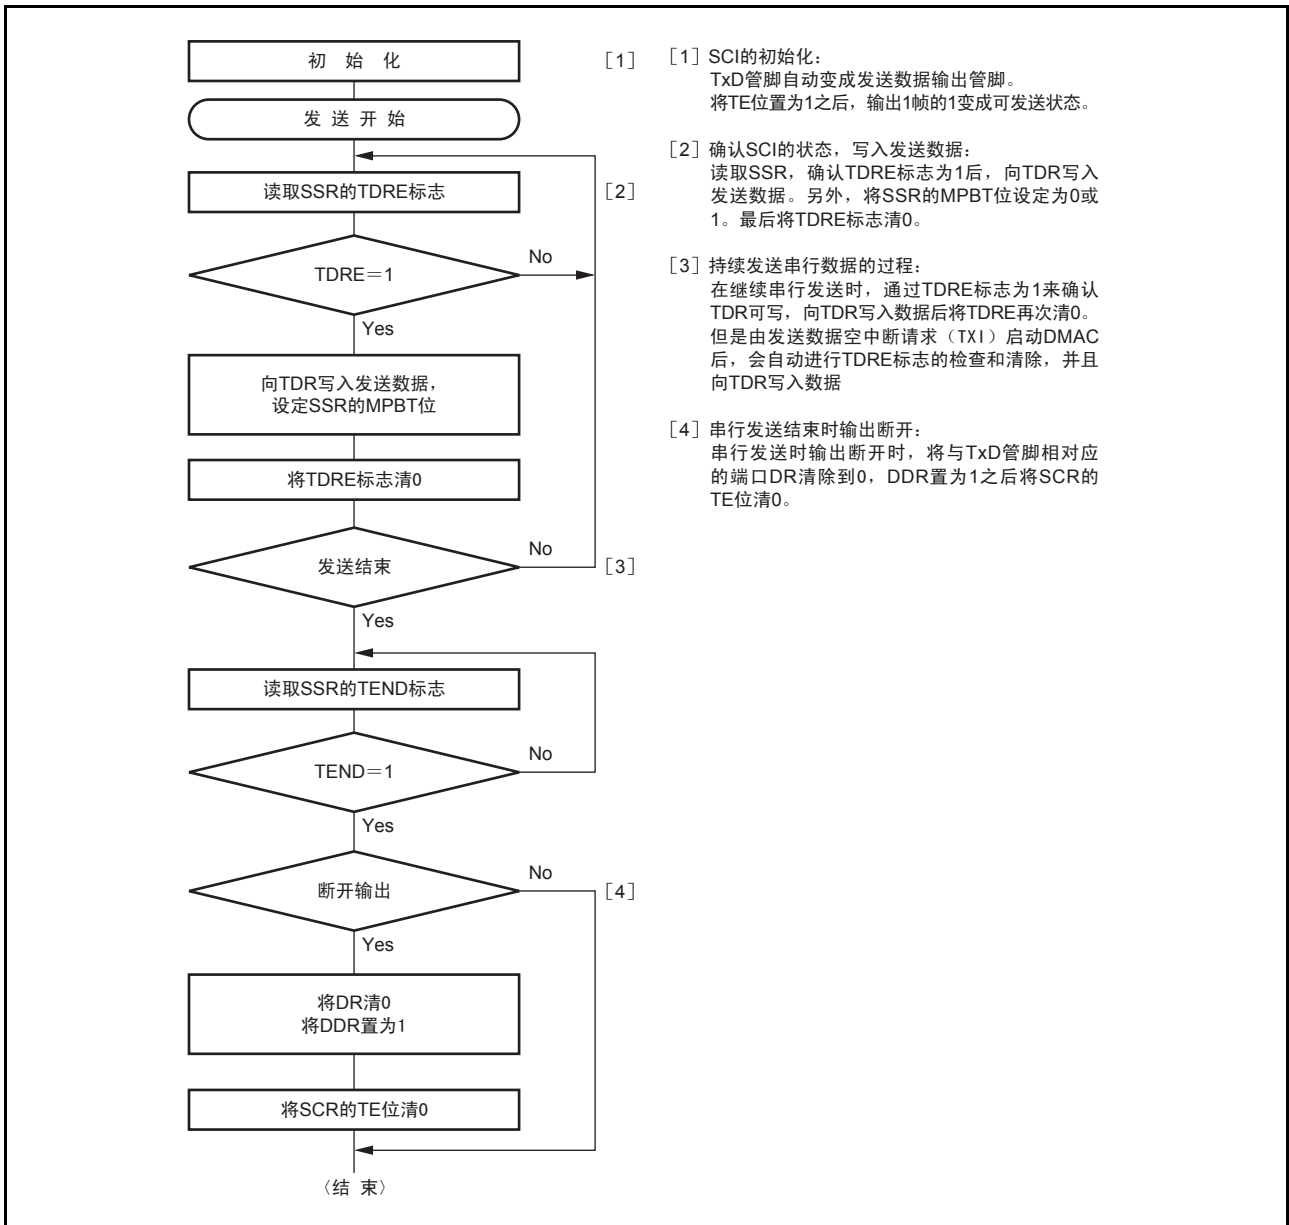 初 始 化
［1］
发 送 开 始
读取SSR的TDRE标志
［2］
TDRE＝1
No
Yes
向TDR写入发送数据，
设定SSR的MPBT位
将TDRE标志清0
发送结束
No
［3］
Yes
读取SSR的TEND标志
TEND＝1
No
Yes
断开输出
No
［4］
Yes
将DR清0
将DDR置为1
将SCR的TE位清0
〈结 束〉
［1］SCI的初始化：
TxD管脚自动变成发送数据输出管脚。
将TE位置为1之后，输出1帧的1变成可发送状态。
［2］确认SCI的状态，写入发送数据：
读取SSR，确认TDRE标志为1后，向TDR写入
发送数据。另外，将SSR的MPBT位设定为0或
1。最后将TDRE标志清0。
［3］持续发送串行数据的过程：
在继续串行发送时，通过TDRE标志为1来确认
TDR可写，向TDR写入数据后将TDRE再次清0。
但是由发送数据空中断请求（TXI）启动DMAC
后，会自动进行TDRE标志的检查和清除，并且
向TDR写入数据
［4］串行发送结束时输出断开：
串行发送时输出断开时，将与TxD管脚相对应
的端口DR清除到0，DDR置为1之后将SCR的
TE位清0。